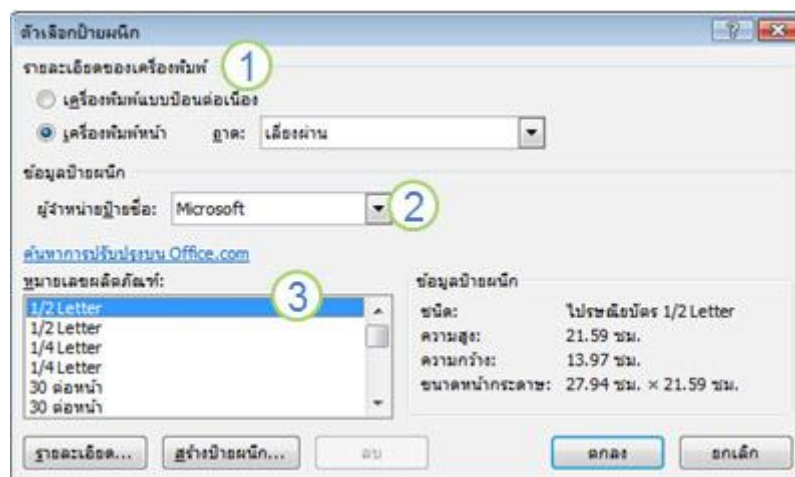 ตัวเลือกป้ายผนึก
รายละเอียดของเครื่องพิมพ์ 1
เครื่องพิมพ์แบบป้อนต่อเนื่อง
เครื่องพิมพ์หน้า ถาด: เลี่ยงผ่าน
ข้อมูลป้ายผนึก
ผู้จำหน่ายป้ายชื่อ: Microsoft 2
ค้นหาการปรับปรุงบน Office.com
หมายเลขผลิตภัณฑ์: 3 ข้อมูลป้ายผนึก
1/2 Letter ชนิด: ไปรษณียบัตร 1/2 Letter
1/2 Letter ความสูง: 21.59 ซม.
1/4 Letter ความกว้าง: 13.97 ซม.
1/4 Letter ขนาดหน้ากระดาษ: 27.94 ซม. × 21.59 ซม.
30 ต่อหน้า
30 ต่อหน้า
รายละเอียด... สร้างป้ายผนึก... ลบ ตกลง ยกเลิก